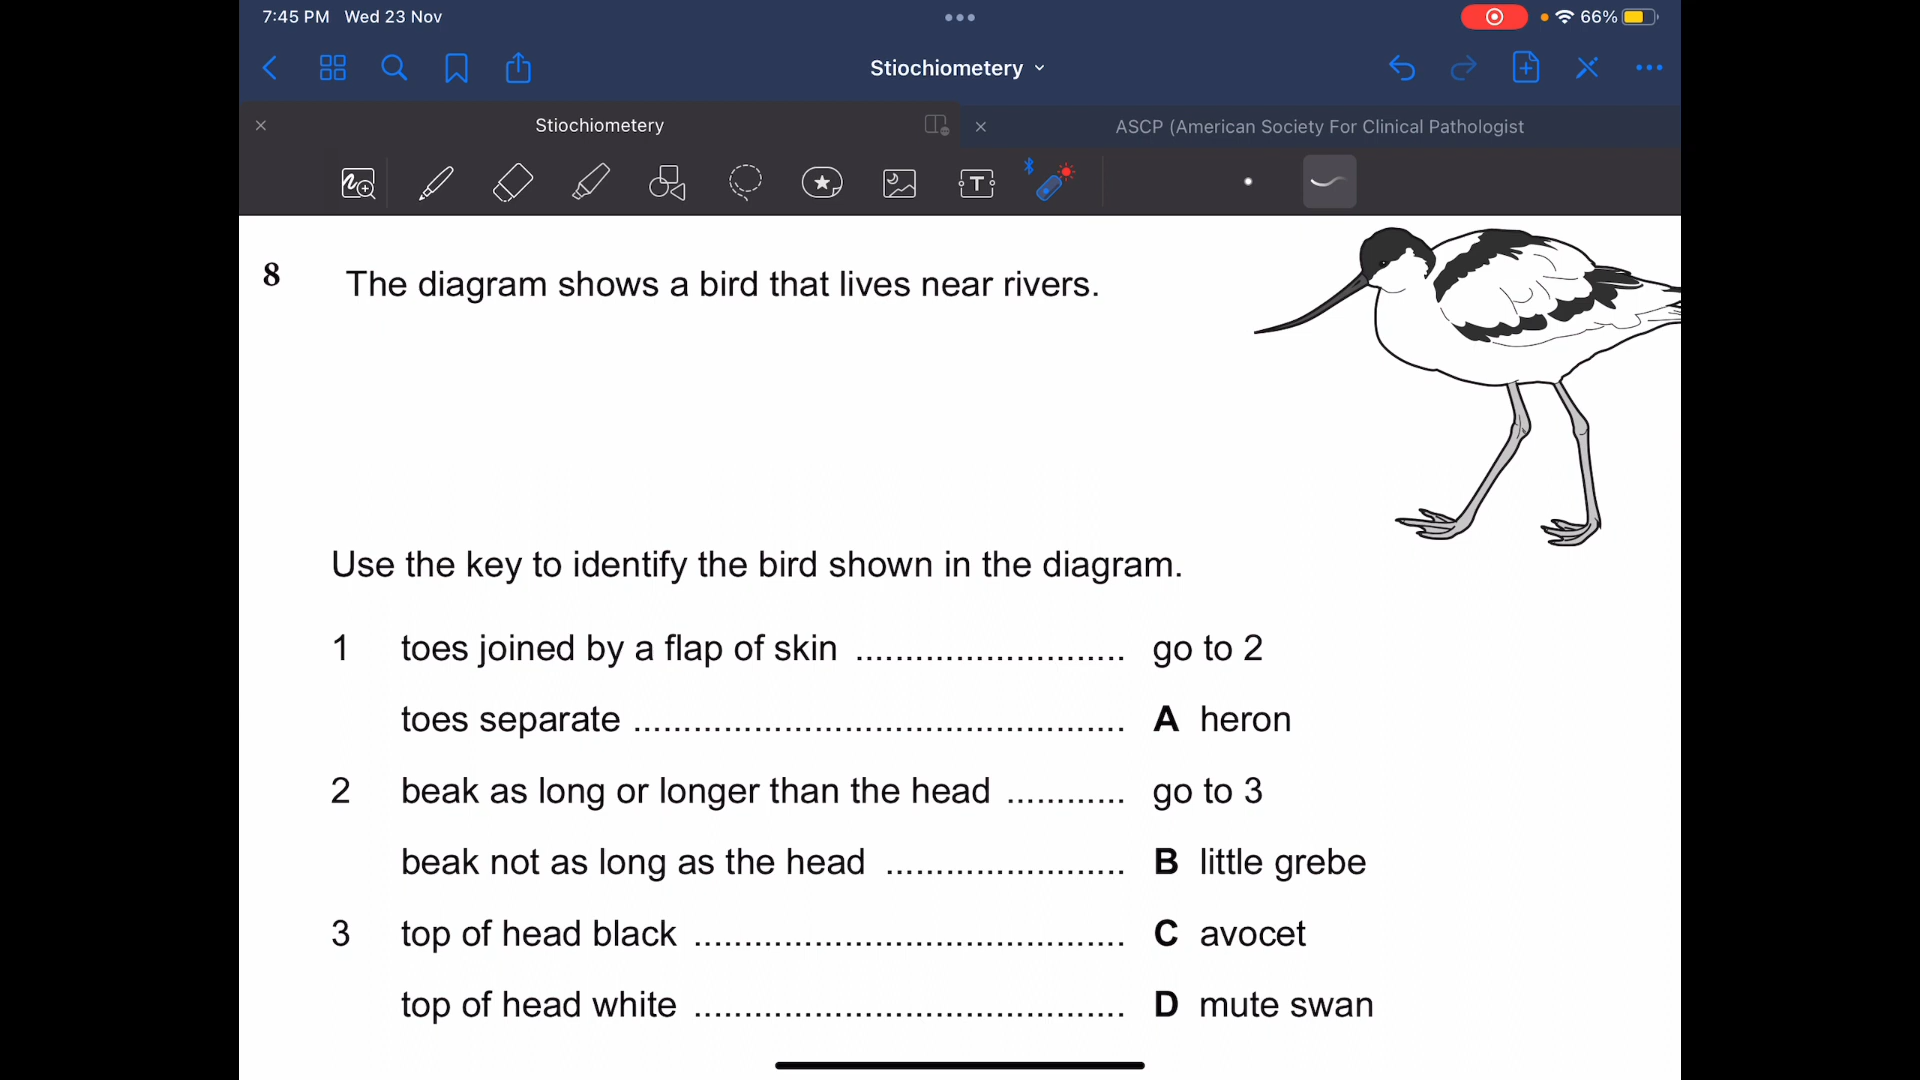 7:45 PM Wed 23 Nov
66%
Stiochiometery
Stiochiometery
ASCP (American Society For Clinical Pathologist
T
8 The diagram shows a bird that lives near rivers.
Use the key to identify the bird shown in the diagram.
1 toes joined by a flap of skin ........................... go to 2
toes separate ................................................. A heron
2 beak as long or longer than the head ............ go to 3
beak not as long as the head ........................ B little grebe
3 top of head black ........................................... C avocet
top of head white ........................................... D mute swan